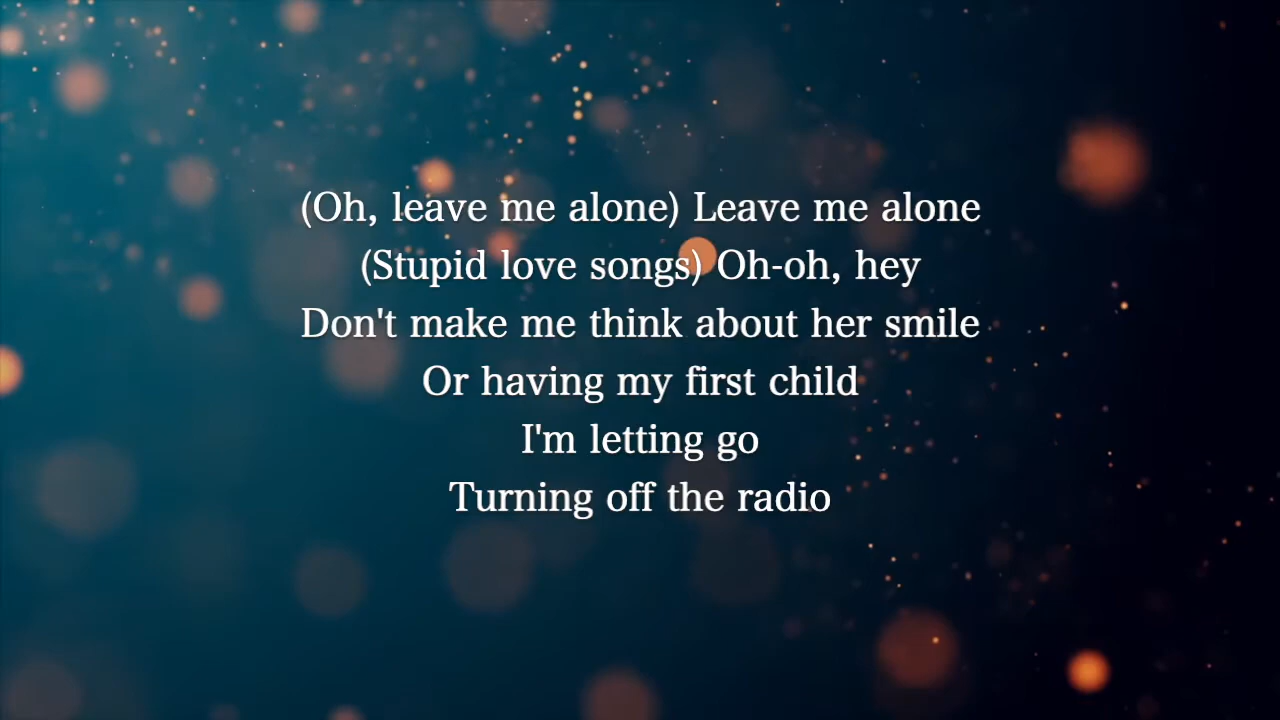 (Oh, leave me alone) Leave me alone
(Stupid love songs) Oh-oh, hey
Don't make me think about her smile
Or having my first child
I'm letting go
Turning off the radio